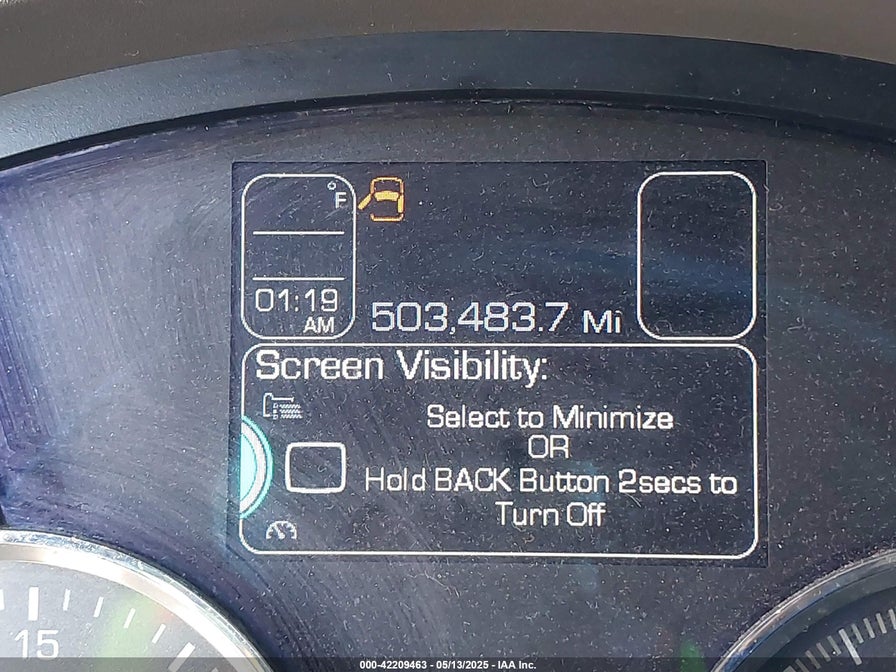 °F
01:19
AM
503,483.7 Mi
Screen Visibility:
Select to Minimize
OR
Hold BACK Button 2secs to
Turn Off
15
000-42209463 - 05/13/2025 - IAA Inc.